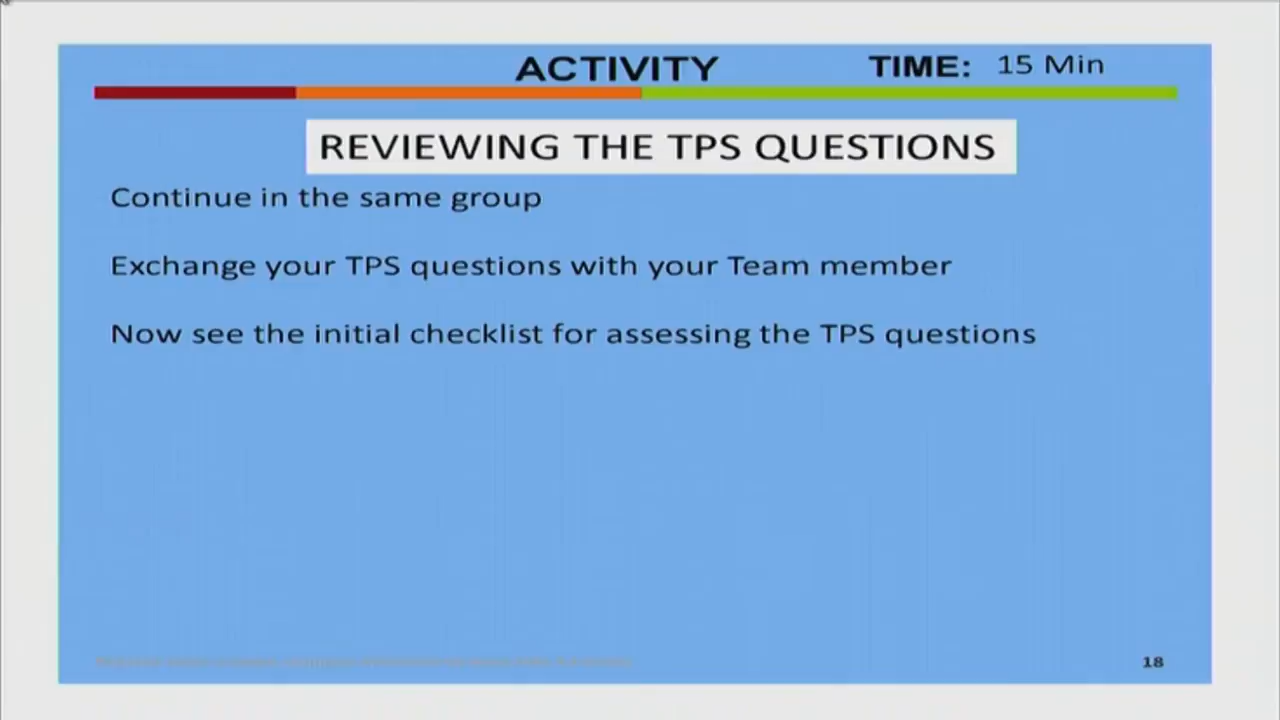 ACTIVITY TIME: 15 Min
REVIEWING THE TPS QUESTIONS
Continue in the same group
Exchange your TPS questions with your Team member
Now see the initial checklist for assessing the TPS questions
18